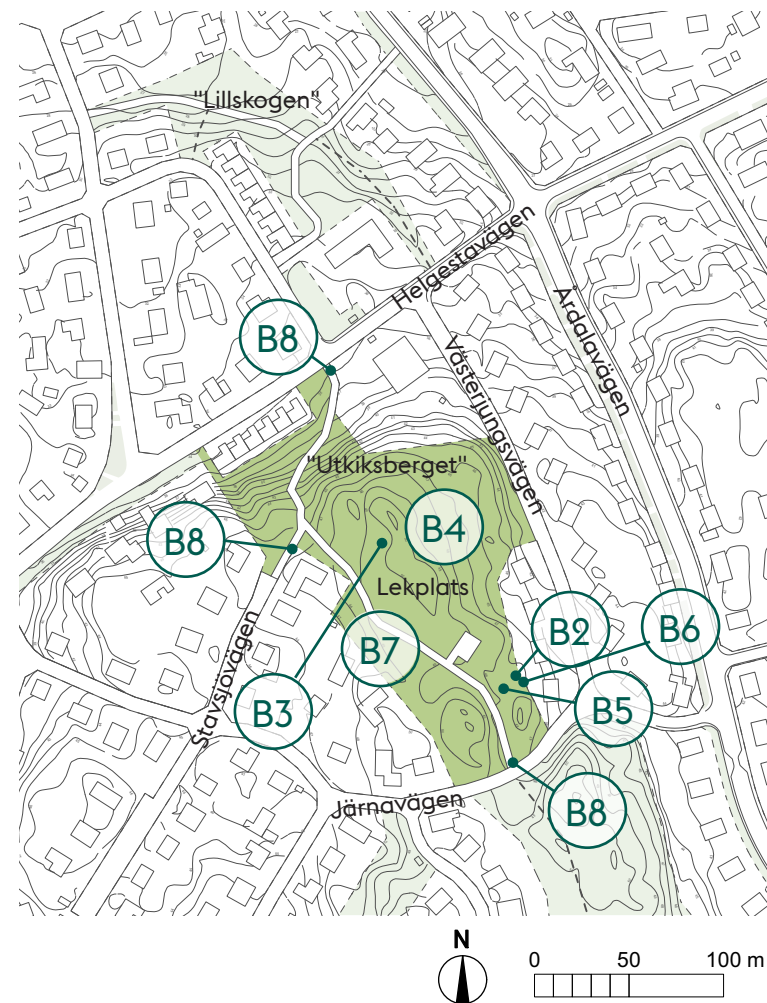 "Lillskogen"
Helgestavägen
Årdalavägen
B8
Västerjungsvägen
"Utkiksberget"
B4
B8
Lekplats
B2
B6
B7
Stavsjövägen
B3
B5
Järnavägen
B8
N
0 50 100 m